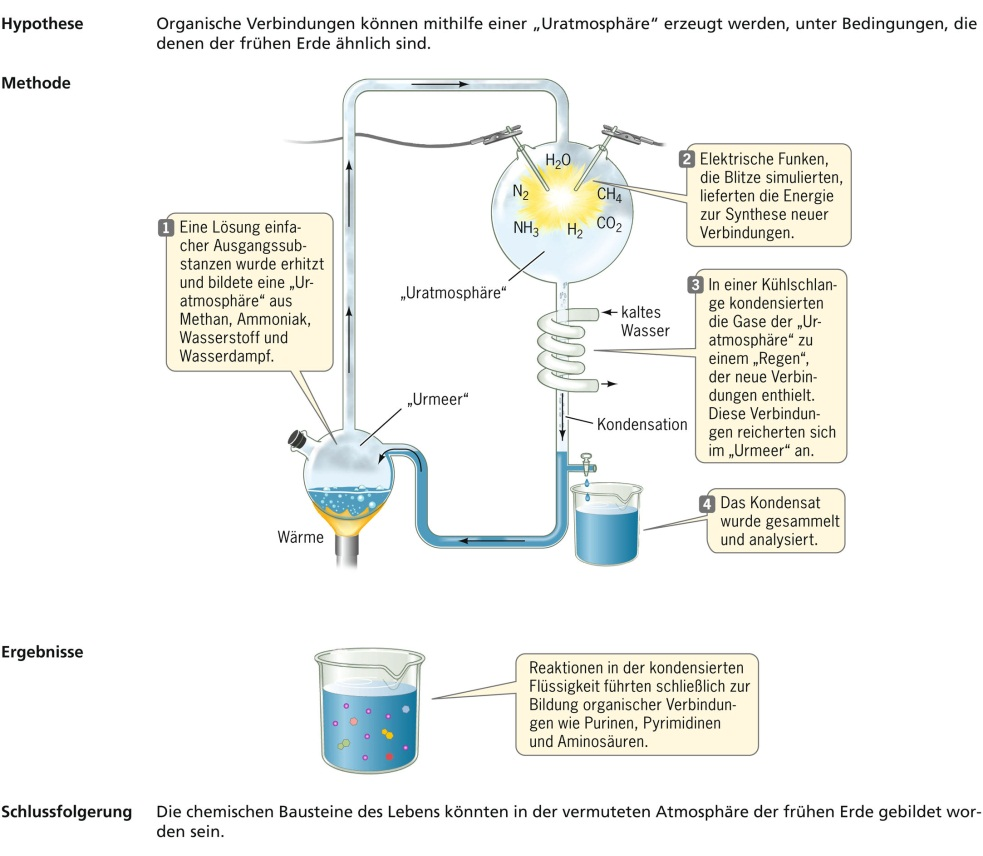 Hypothese
Organische Verbindungen können mithilfe einer „Uratmosphäre“ erzeugt werden, unter Bedingungen, die
denen der frühen Erde ähnlich sind.
Methode
H₂O
N₂
CH₄
NH₃
H₂
CO₂
„Uratmosphäre“
2 Elektrische Funken,
die Blitze simulierten,
lieferten die Energie
zur Synthese neuer
Verbindungen.
1 Eine Lösung einfa-
cher Ausgangssub-
stanzen wurde erhitzt
und bildete eine „Ur-
atmosphäre“ aus
Methan, Ammoniak,
Wasserstoff und
Wasserdampf.
kaltes
Wasser
3 In einer Kühlschlan-
ge kondensierten
die Gase der „Ur-
atmosphäre“ zu
einem „Regen“,
der neue Verbin-
dungen enthielt.
Diese Verbindun-
gen reicherten sich
im „Urmeer“ an.
„Urmeer“
Kondensation
Wärme
4 Das Kondensat
wurde gesammelt
und analysiert.
Ergebnisse
Reaktionen in der kondensierten
Flüssigkeit führten schließlich zur
Bildung organischer Verbindun-
gen wie Purinen, Pyrimidinen
und Aminosäuren.
Schlussfolgerung
Die chemischen Bausteine des Lebens könnten in der vermuteten Atmosphäre der frühen Erde gebildet wor-
den sein.